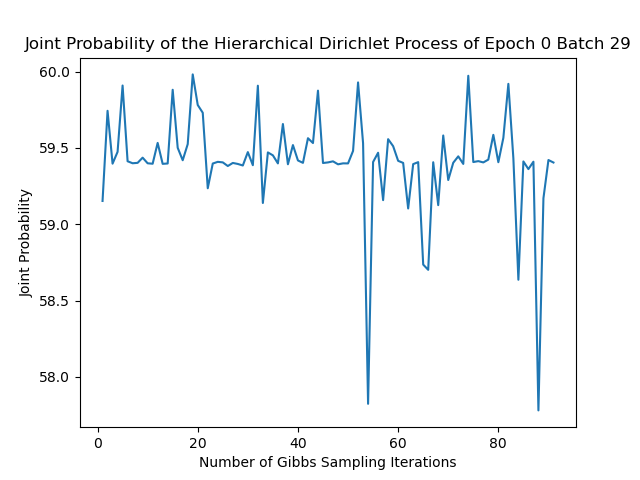 Joint Probability of the Hierarchical Dirichlet Process of Epoch 0 Batch 29
60.0
59.5
59.0
58.5
58.0
Joint Probability
0 20 40 60 80
Number of Gibbs Sampling Iterations